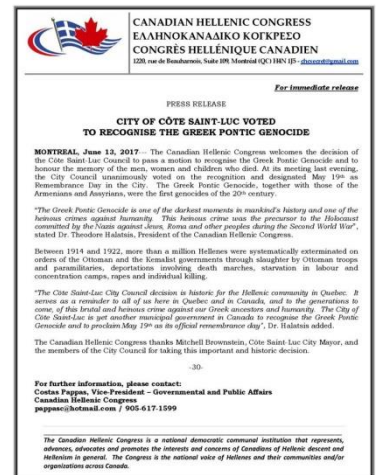 CANADIAN HELLENIC CONGRESS
ΕΛΛΗΝΟΚΑΝΑΔΙΚΟ ΚΟΓΚΡΕΣΟ
CONGRÈS HELLÉNIQUE CANADIEN
1220, rue de Beauharnois, Suite 109, Montréal (QC) H4N 1J5 -
For immediate release
PRESS RELEASE
CITY OF CÔTE SAINT-LUC VOTED
TO RECOGNISE THE GREEK PONTIC GENOCIDE
MONTREAL, June 13, 2017--- The Canadian Hellenic Congress welcomes the decision of
the Côte Saint-Luc Council to pass a motion to recognise the Greek Pontic Genocide and to
honour the memory of the men, women and children who died. At its meeting last evening,
the City Council unanimously voted on the recognition and designated May 19th as
Remembrance Day in the City. The Greek Pontic Genocide, together with those of the
Armenians and Assyrians, were the first genocides of the 20th century.
"The Greek Pontic Genocide is one of the darkest moments in mankind's history and one of the
heinous crimes against humanity. This heinous crime was the precursor to the Holocaust
committed by the Nazis against Jews, Roma and other peoples during the Second World War",
stated Dr. Theodore Halatsis, President of the Canadian Hellenic Congress.
Between 1914 and 1922, more than a million Hellenes were systematically exterminated on
orders of the Ottoman and the Kemalist governments through slaughter by Ottoman troops
and paramilitaries, deportations involving death marches, starvation in labour and
concentration camps, rapes and individual killing.
"The Côte Saint-Luc City Council decision is historic for the Hellenic community in Quebec. It
serves as a reminder to all of us here in Quebec and in Canada, and to the generations to
come, of this brutal and heinous crime against our Greek ancestors and humanity. The City of
Côte Saint-Luc is yet another municipal government in Canada to recognise the Greek Pontic
Genocide and to proclaim May 19th as its official remembrance day", Dr. Halatsis added.
The Canadian Hellenic Congress thanks Mitchell Brownstein, Côte Saint-Luc City Mayor, and
the members of the City Council for taking this important and historic decision.
-30-
For further information, please contact:
Costas Pappas, Vice-President – Governmental and Public Affairs
Canadian Hellenic Congress
pappasc@hotmail.com / 905-617-1599
The Canadian Hellenic Congress is a national democratic communal institution that represents,
advances, advocates and promotes the interests and concerns of Canadians of Hellenic descent and
Hellenism in general. The Congress is the national voice of Hellenes and their communities and/or
organizations across Canada.